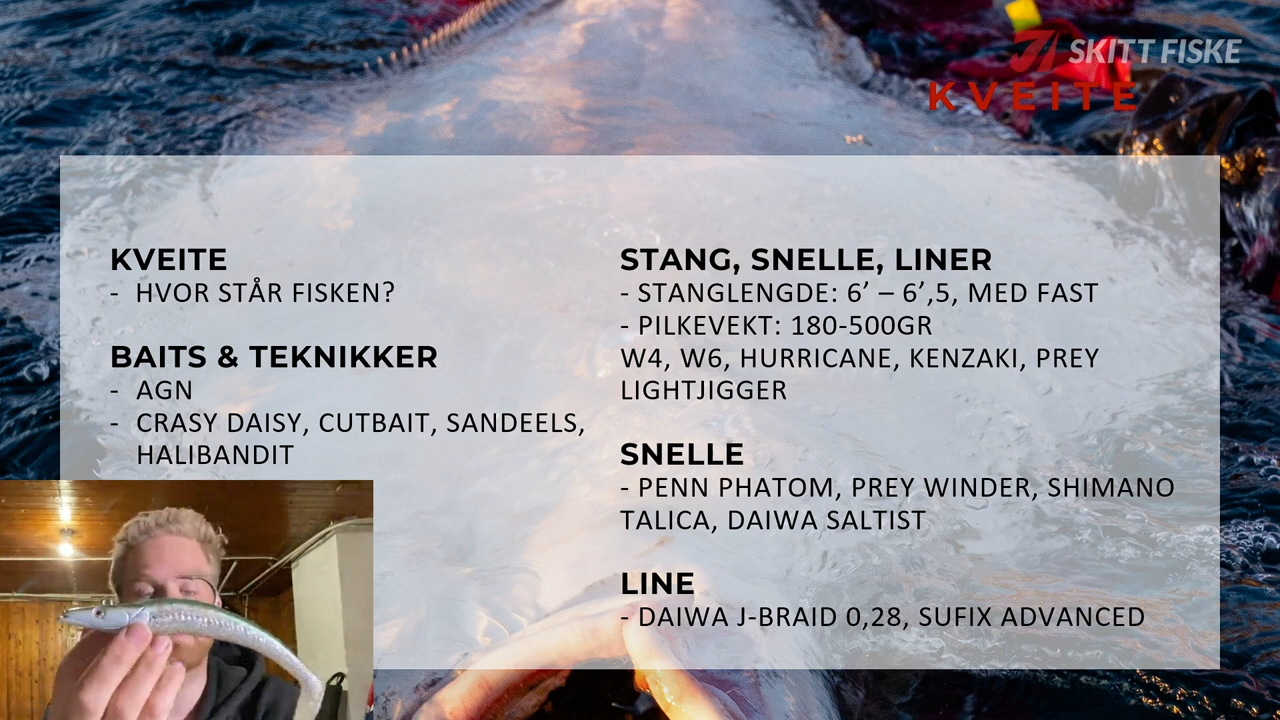 SKITT FISKE
KVEITE
KVEITE
- HVOR STÅR FISKEN?
BAITS & TEKNIKKER
- AGN
- CRASY DAISY, CUTBAIT, SANDEELS,
HALIBANDIT
STANG, SNELLE, LINER
- STANGLENGDE: 6’ – 6’,5, MED FAST
- PILKEVEKT: 180-500GR
W4, W6, HURRICANE, KENZAKI, PREY
LIGHTJIGGER
SNELLE
- PENN PHATOM, PREY WINDER, SHIMANO
TALICA, DAIWA SALTIST
LINE
- DAIWA J-BRAID 0,28, SUFIX ADVANCED